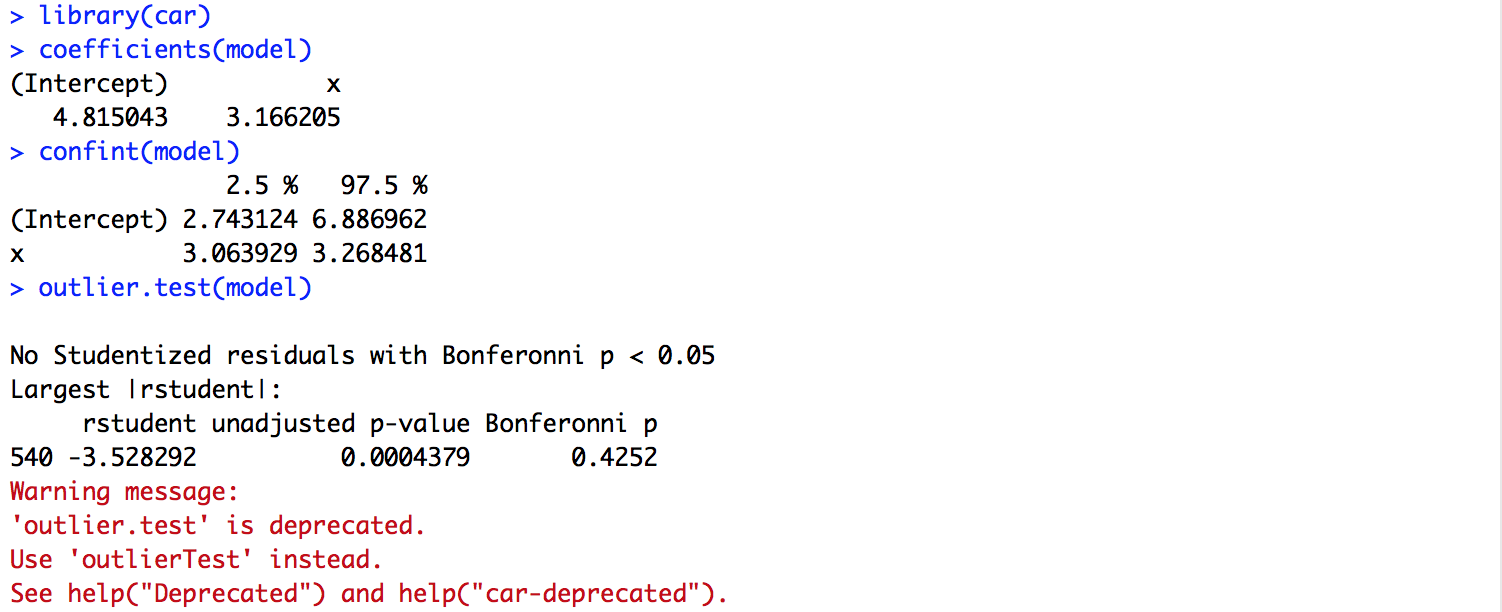 > library(car)
> coefficients(model)
(Intercept)           x
   4.815043    3.166205
> confint(model)
               2.5 %   97.5 %
(Intercept) 2.743124 6.886962
x           3.063929 3.268481
> outlier.test(model)

No Studentized residuals with Bonferonni p < 0.05
Largest |rstudent|:
     rstudent unadjusted p-value Bonferonni p
540 -3.528292          0.0004379       0.4252
Warning message:
'outlier.test' is deprecated.
Use 'outlierTest' instead.
See help("Deprecated") and help("car-deprecated").